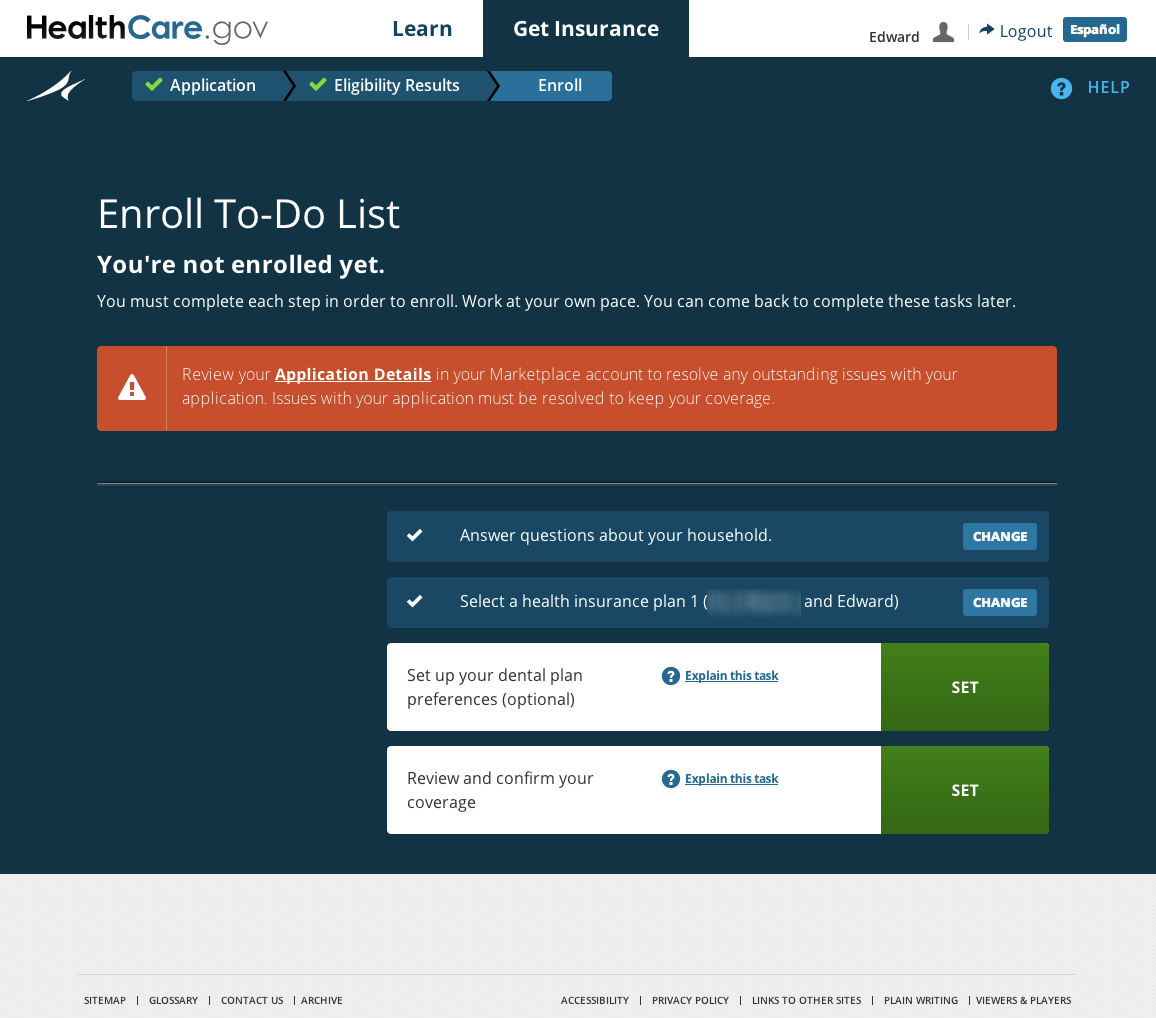 HealthCare.gov
Learn
Get Insurance
Edward
Logout
Español
Application
Eligibility Results
Enroll
? HELP
Enroll To-Do List
You're not enrolled yet.
You must complete each step in order to enroll. Work at your own pace. You can come back to complete these tasks later.
Review your Application Details in your Marketplace account to resolve any outstanding issues with your
application. Issues with your application must be resolved to keep your coverage.
Answer questions about your household.
CHANGE
Select a health insurance plan 1 ( and Edward)
CHANGE
Set up your dental plan
preferences (optional)
? Explain this task
SET
Review and confirm your
coverage
? Explain this task
SET
SITEMAP | GLOSSARY | CONTACT US | ARCHIVE
ACCESSIBILITY | PRIVACY POLICY | LINKS TO OTHER SITES | PLAIN WRITING | VIEWERS & PLAYERS